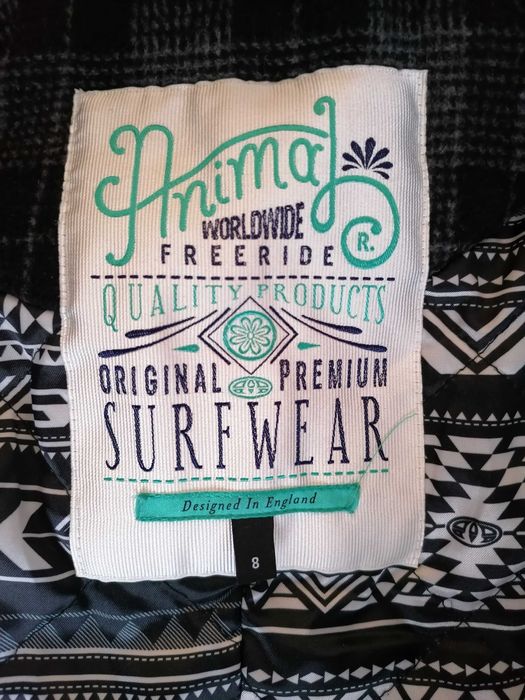 Animal
R.
WORLDWIDE
FREERIDE
QUALITY PRODUCTS
ORIGINAL PREMIUM
SURFWEAR
Designed In England
8